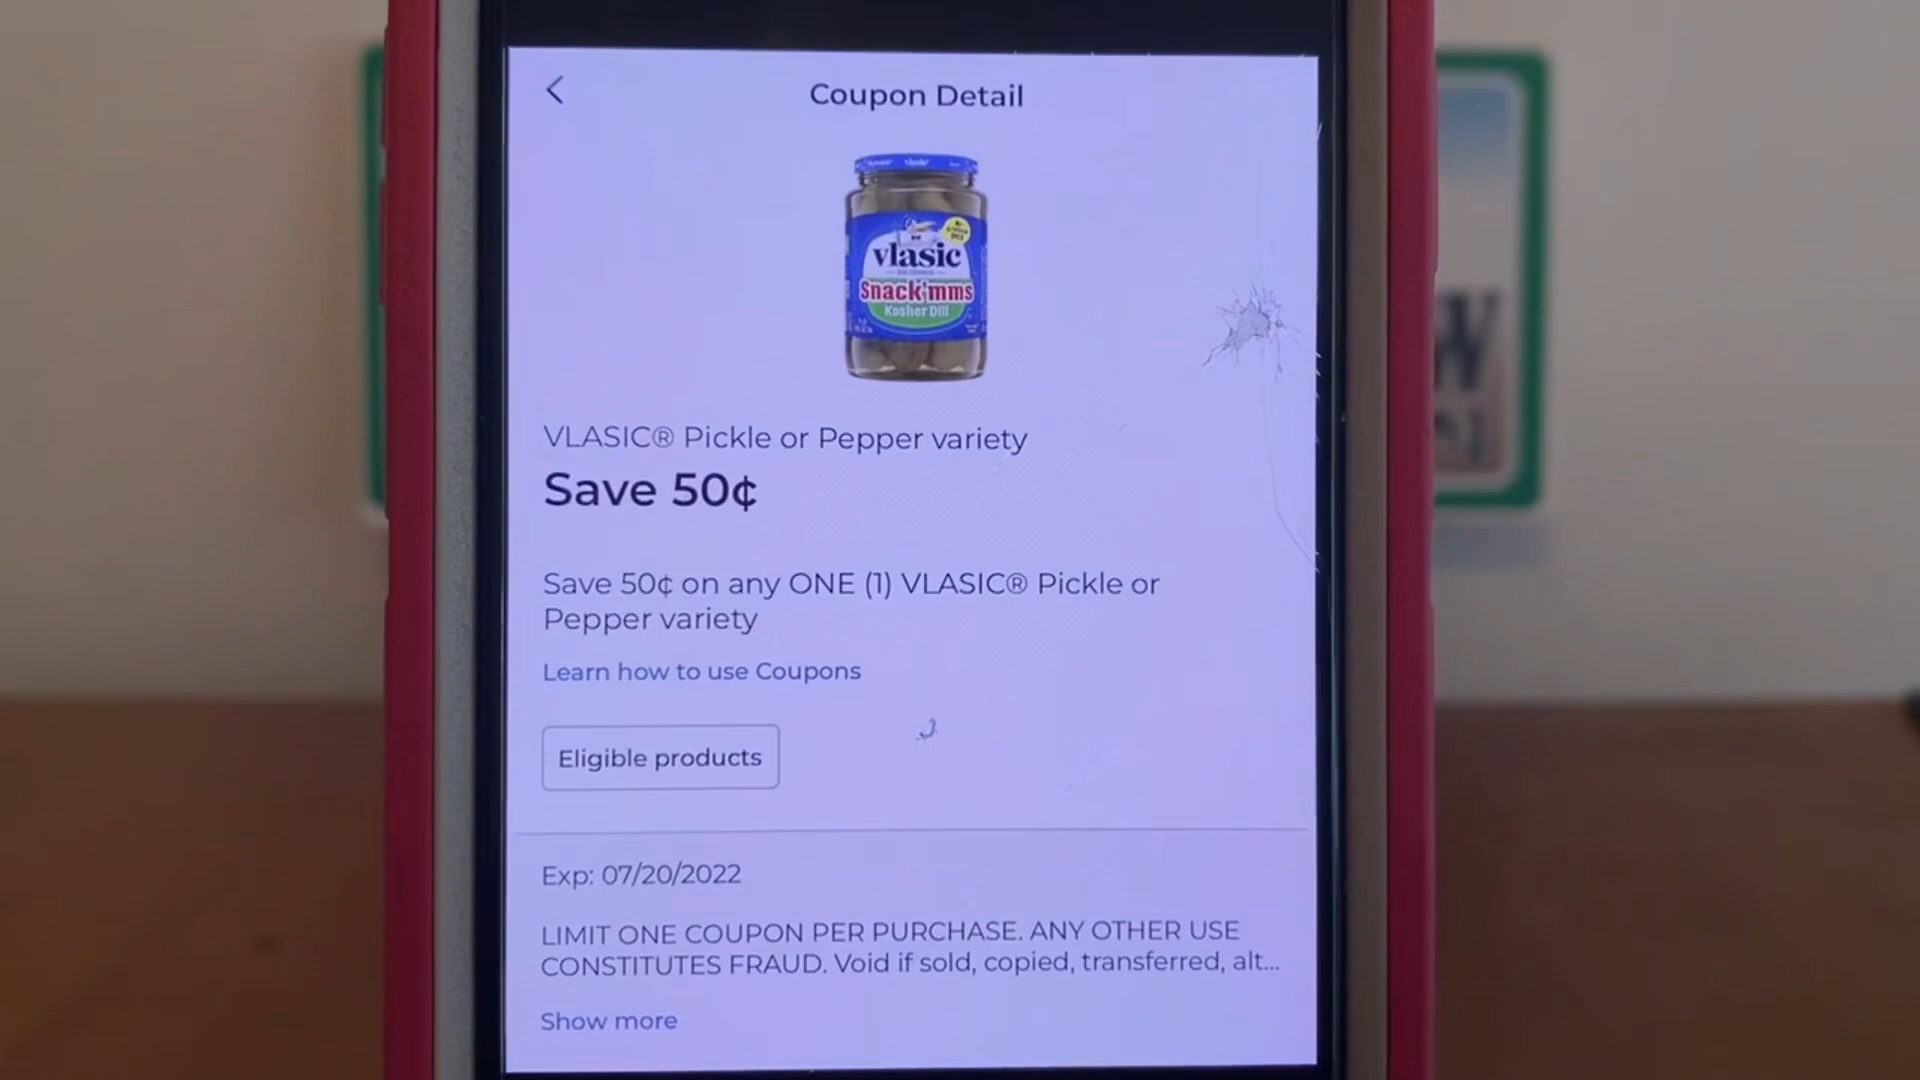 Coupon Detail
vlasic
Snack'mms
Kosher Dill
VLASIC® Pickle or Pepper variety
Save 50¢
Save 50¢ on any ONE (1) VLASIC® Pickle or
Pepper variety
Learn how to use Coupons
Eligible products
Exp: 07/20/2022
LIMIT ONE COUPON PER PURCHASE. ANY OTHER USE
CONSTITUTES FRAUD. Void if sold, copied, transferred, alt...
Show more
W